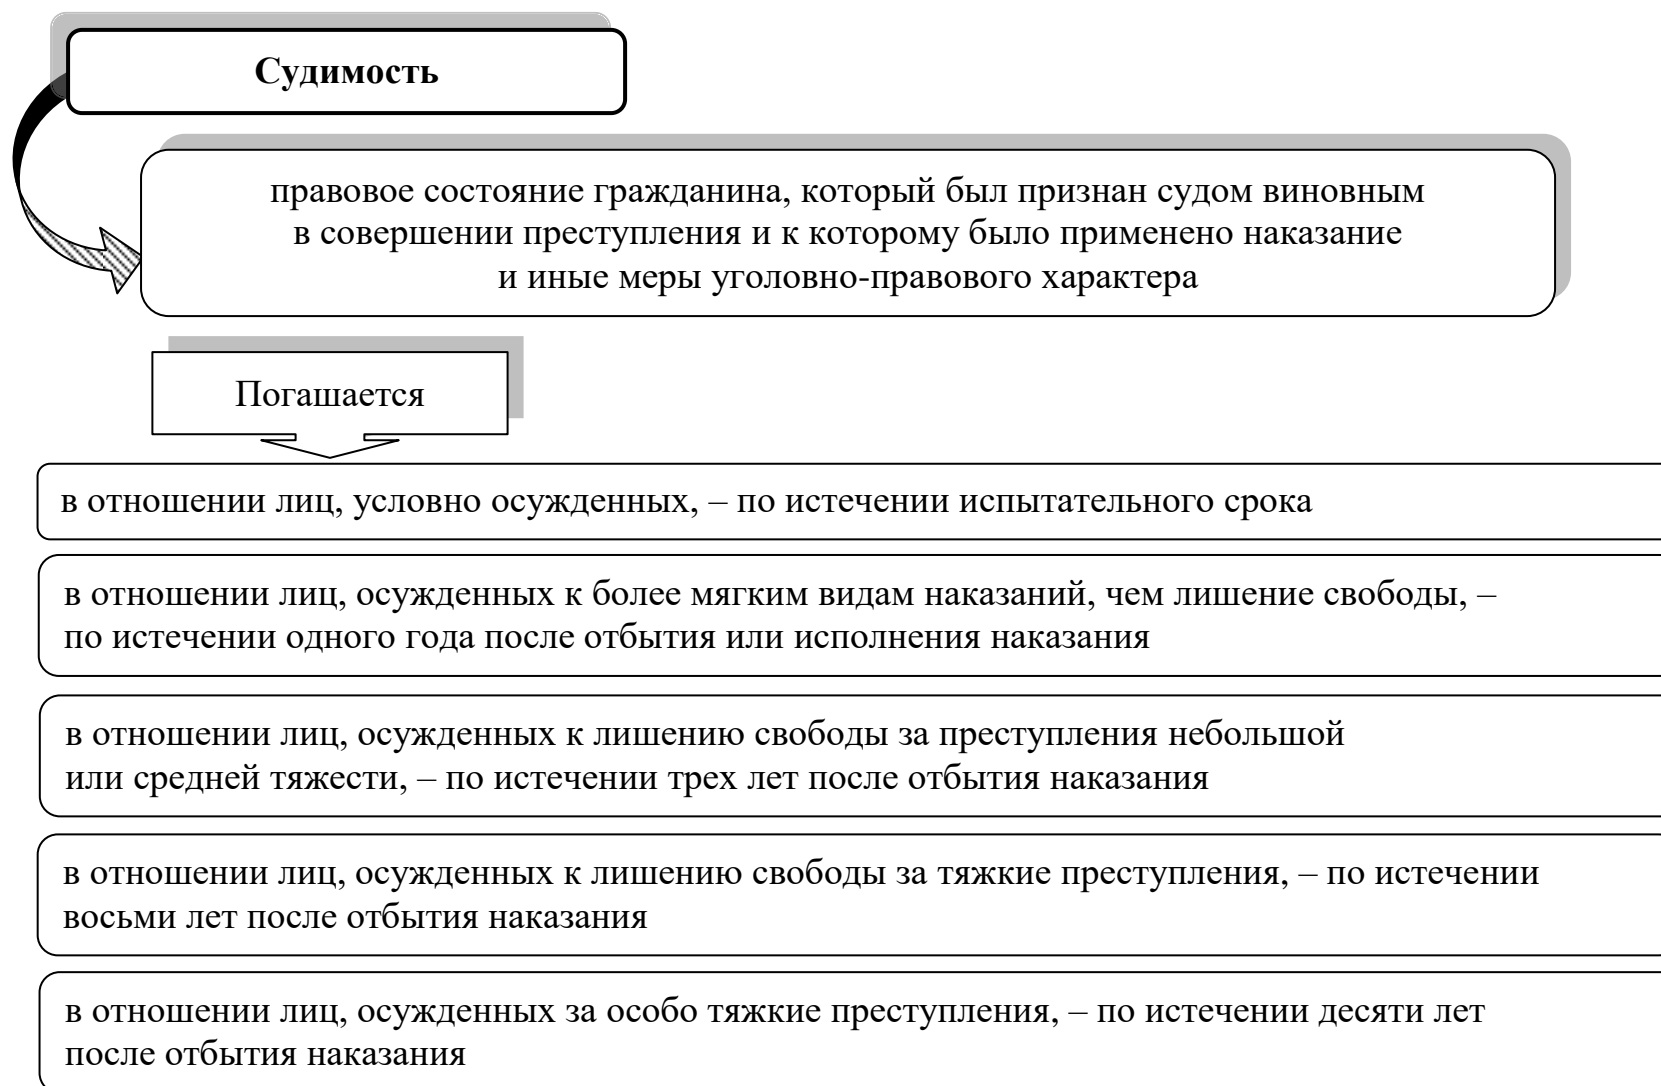 Судимость
правовое состояние гражданина, который был признан судом виновным
в совершении преступления и к которому было применено наказание
и иные меры уголовно-правового характера
Погашается
в отношении лиц, условно осужденных, – по истечении испытательного срока
в отношении лиц, осужденных к более мягким видам наказаний, чем лишение свободы, –
по истечении одного года после отбытия или исполнения наказания
в отношении лиц, осужденных к лишению свободы за преступления небольшой
или средней тяжести, – по истечении трех лет после отбытия наказания
в отношении лиц, осужденных к лишению свободы за тяжкие преступления, – по истечении
восьми лет после отбытия наказания
в отношении лиц, осужденных за особо тяжкие преступления, – по истечении десяти лет
после отбытия наказания